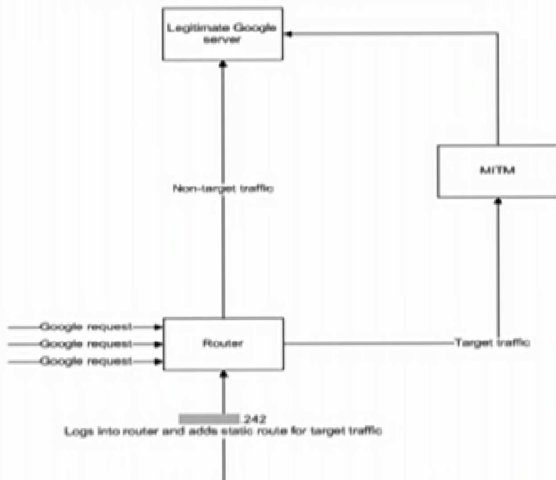 Legitimate Google
server
MITM
Non-target traffic
Google request
Google request
Router
Target traffic
Google request
.242
Logs into router and adds static route for target traffic